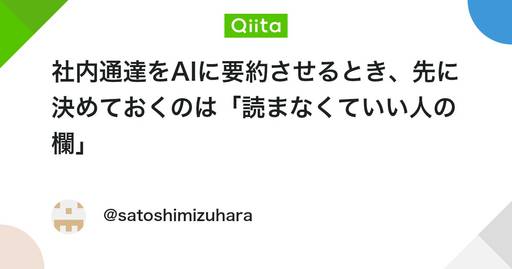 Qiita
社内通達をAIに要約させるとき、先に
決めておくのは「読まなくていい人の
欄」
@satoshimizuhara